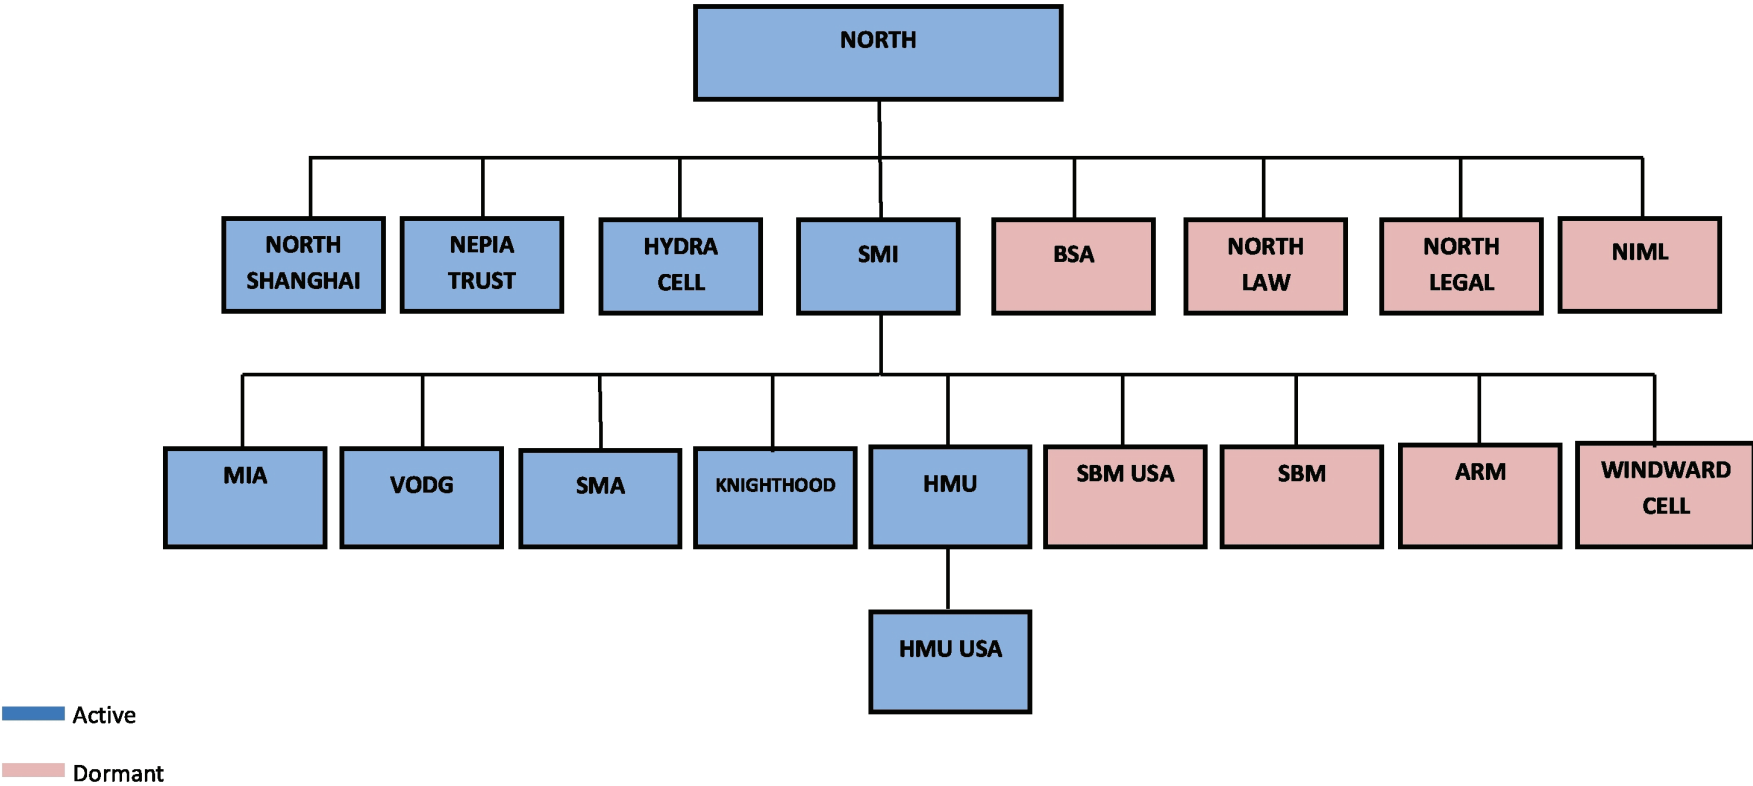 NORTH
NORTH
SHANGHAI
NEPIA
TRUST
HYDRA
CELL
SMI
BSA
NORTH
LAW
NORTH
LEGAL
NIML
MIA
VODG
SMA
KNIGHTHOOD
HMU
SBM USA
SBM
ARM
WINDWARD
CELL
HMU USA
Active
Dormant